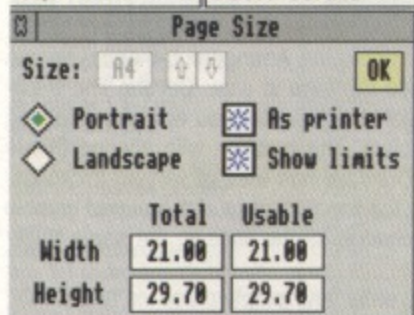 Page Size
Size: A4 OK
Portrait As printer
Landscape Show limits
Total Usable
Width 21.00 21.00
Height 29.70 29.70